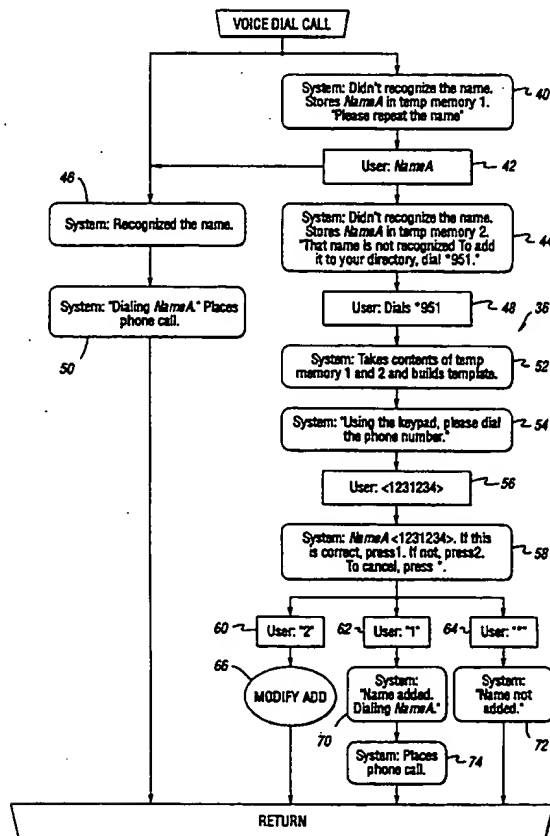 VOICE DIAL CALL
System: Didn't recognize the name.
Stores NameA in temp memory 1.
"Please repeat the name"
40
User: NameA
42
46
System: Recognized the name.
System: Didn't recognize the name.
Stores NameA in temp memory 2.
"That name is not recognized To add
it to your directory, dial *951."
44
System: "Dialing NameA." Places
phone call.
50
User: Dials *951
48
36
System: Takes contents of temp
memory 1 and 2 and builds template.
52
System: "Using the keypad, please dial
the phone number."
54
User: <1231234>
56
System: NameA <1231234>. If this
is correct, press1. If not, press2.
To cancel, press *.
58
60
User: "2"
62
User: "1"
64
User: "*"
66
MODIFY ADD
System:
"Name added.
Dialing NameA."
70
System:
"Name not
added."
72
System: Places
phone call.
74
RETURN